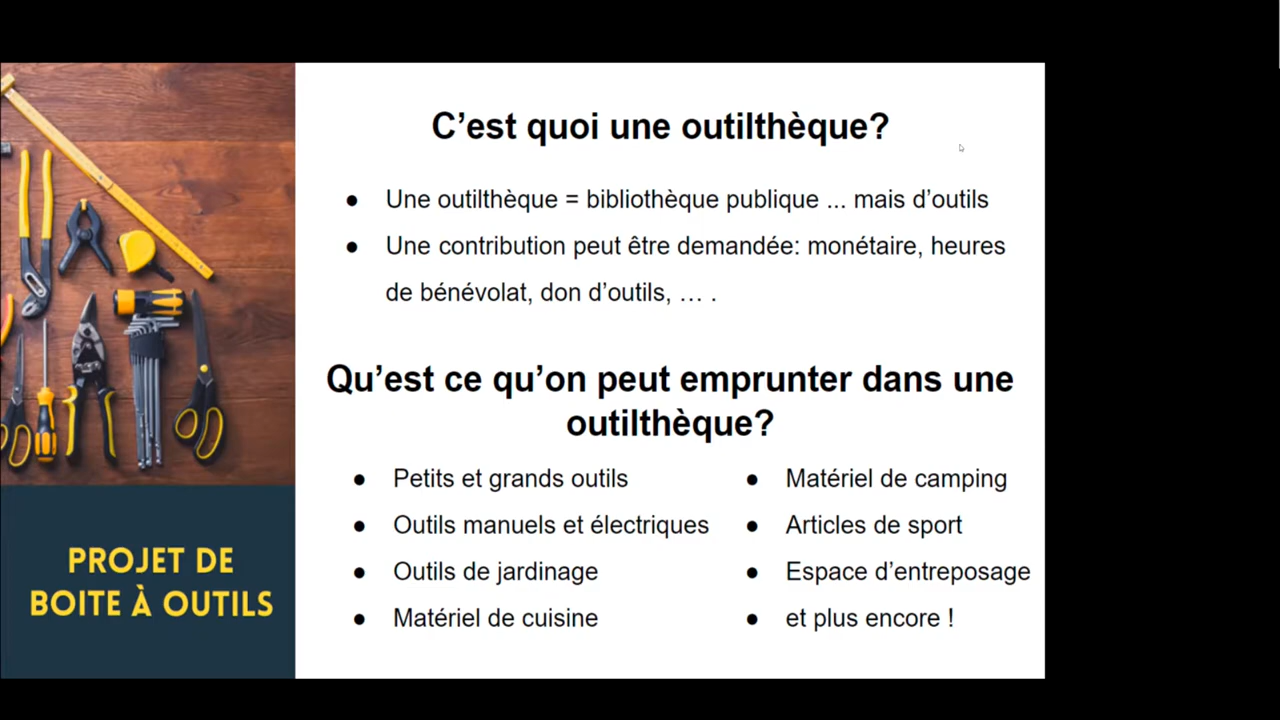 C’est quoi une outilthèque?
● Une outilthèque = bibliothèque publique ... mais d’outils
● Une contribution peut être demandée: monétaire, heures
de bénévolat, don d’outils, … .
Qu’est ce qu’on peut emprunter dans une
outilthèque?
● Petits et grands outils
● Outils manuels et électriques
● Outils de jardinage
● Matériel de cuisine
● Matériel de camping
● Articles de sport
● Espace d’entreposage
● et plus encore !
PROJET DE
BOITE À OUTILS